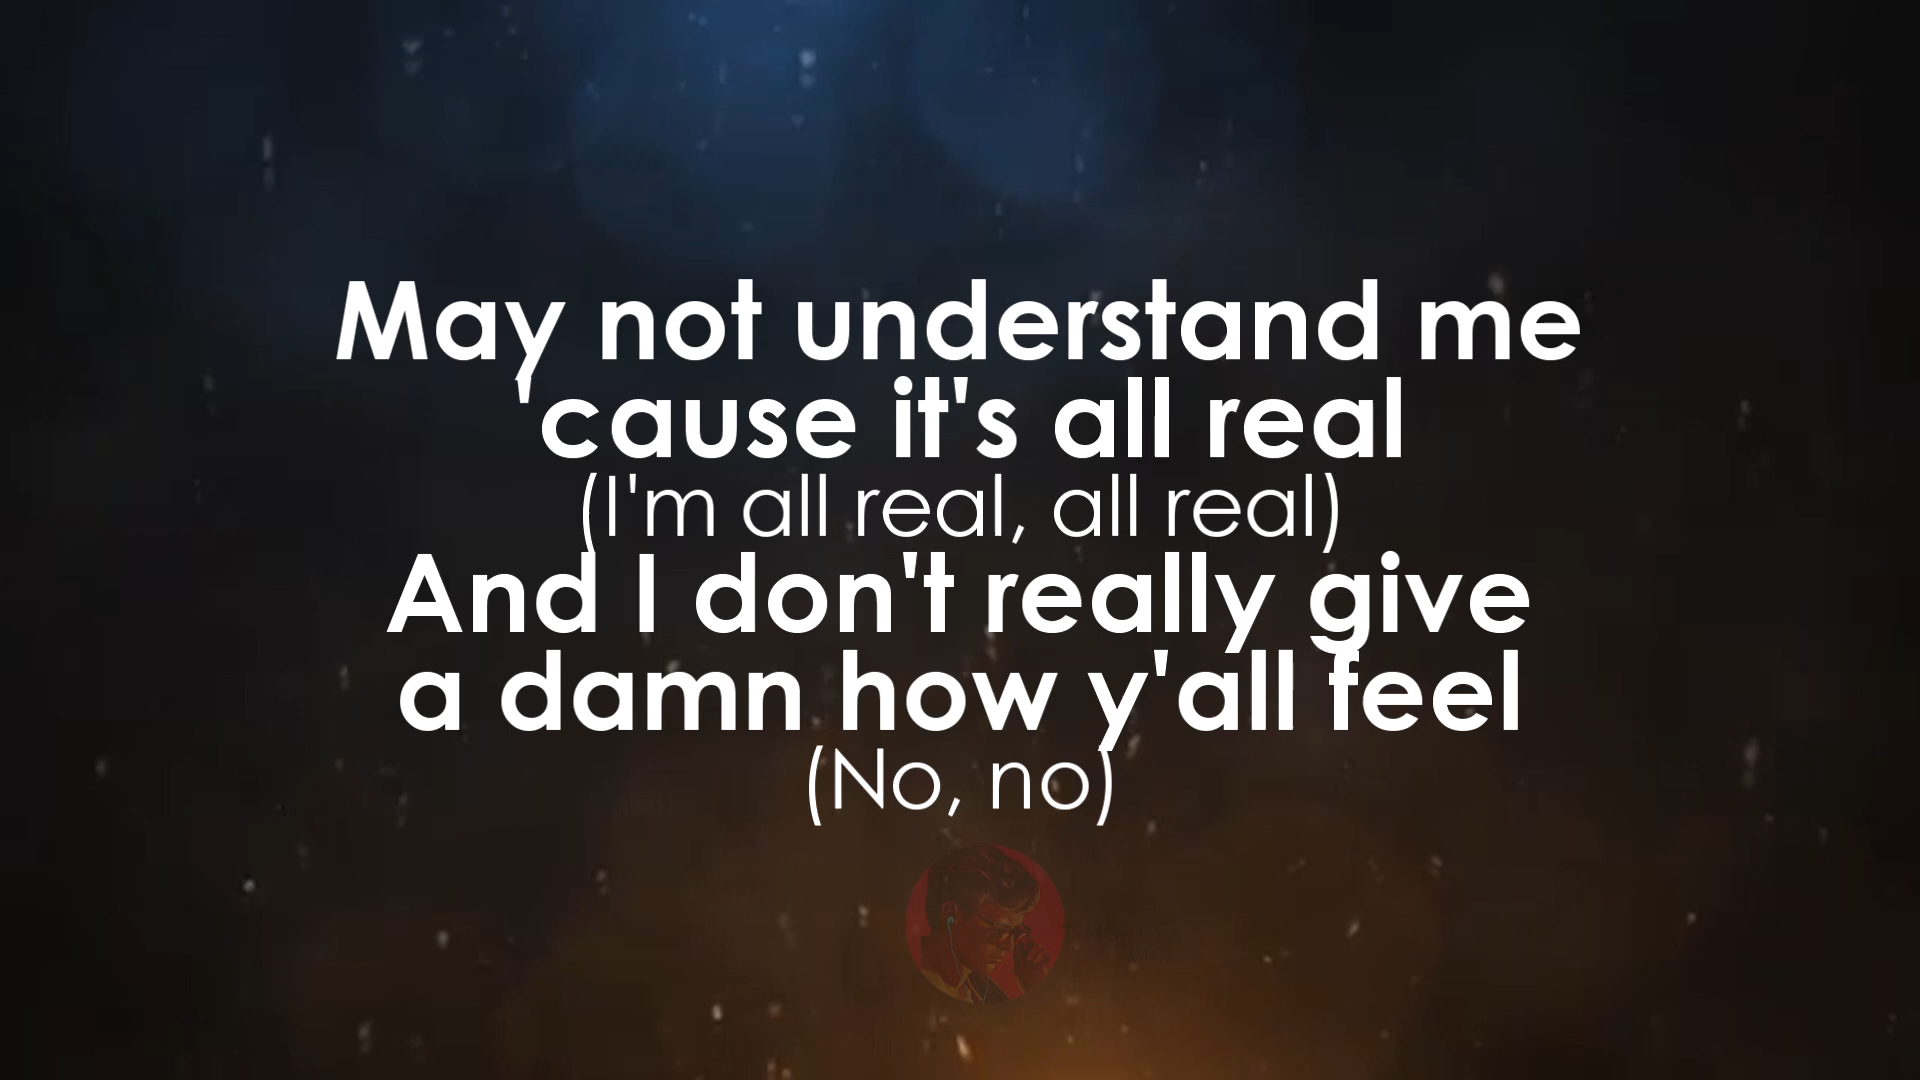 May not understand me
'cause it's all real
(I'm all real, all real)
And I don't really give
a damn how y'all feel
(No, no)